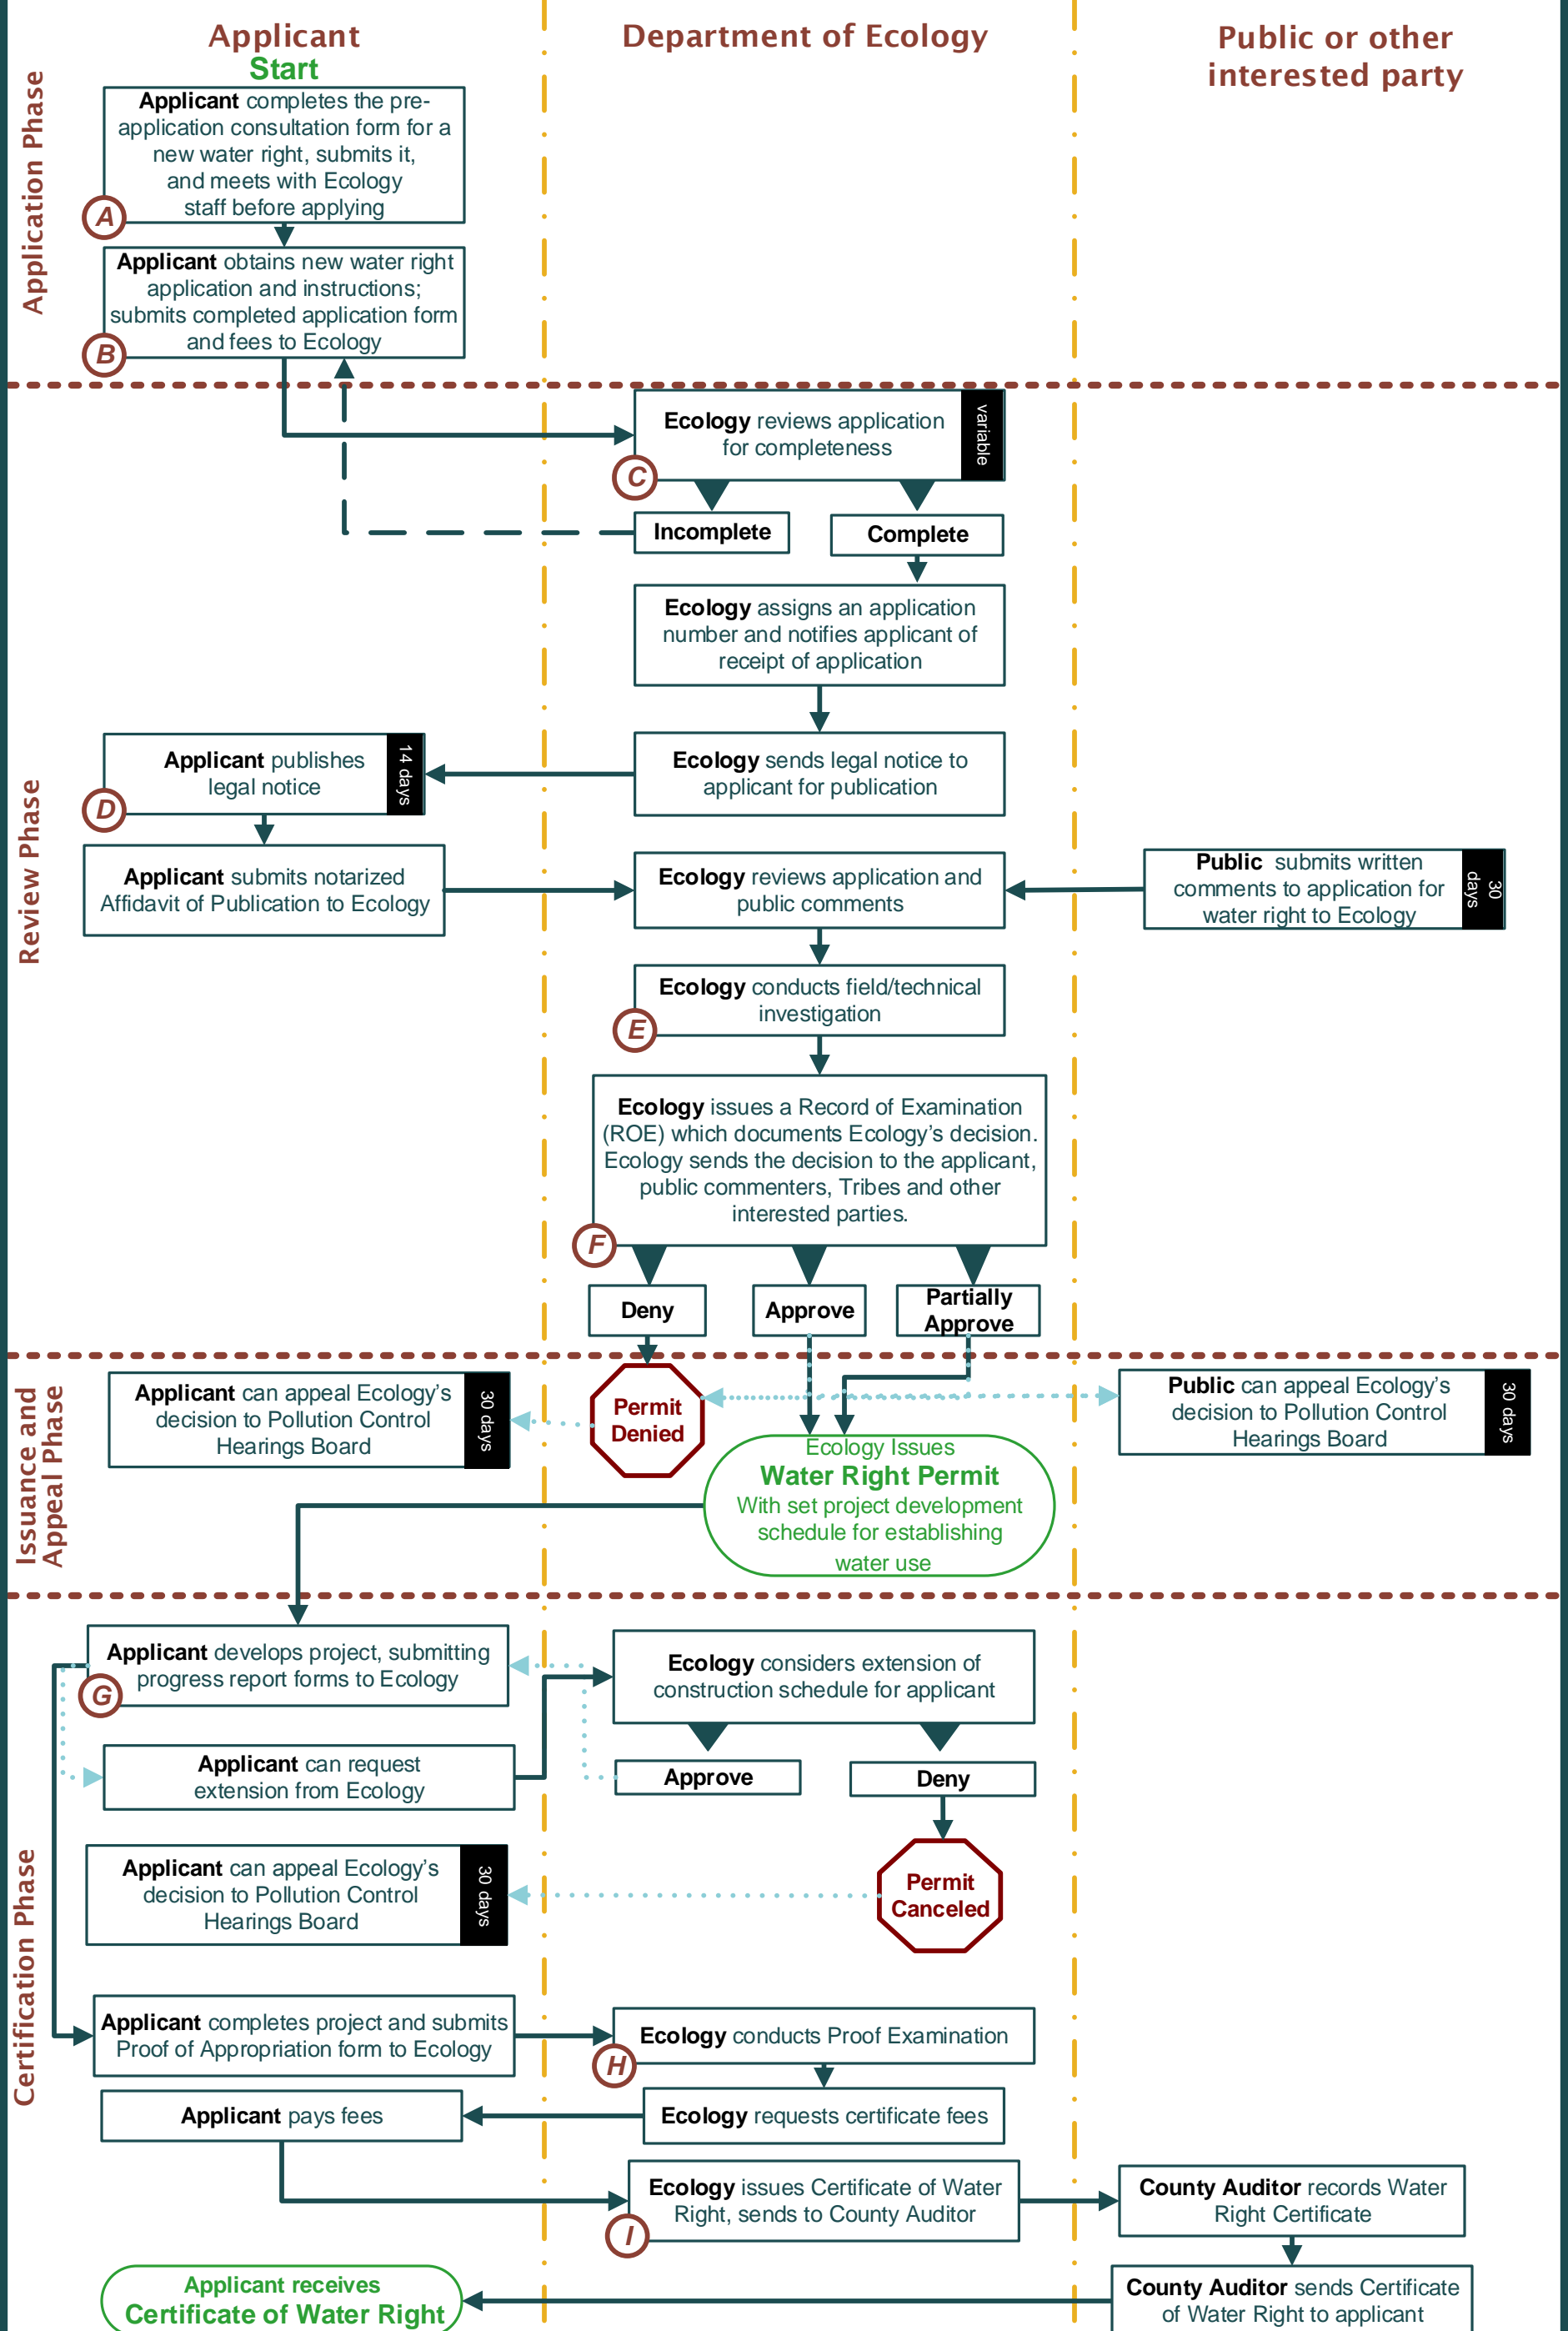 Applicant
Start
Department of Ecology
Public or other
interested party
Application Phase
Applicant completes the pre-
application consultation form for a
new water right, submits it,
and meets with Ecology
staff before applying
A
Applicant obtains new water right
application and instructions;
submits completed application form
and fees to Ecology
B
Review Phase
Ecology reviews application
for completeness
variable
C
Incomplete
Complete
Ecology assigns an application
number and notifies applicant of
receipt of application
Applicant publishes
legal notice
14 days
D
Ecology sends legal notice to
applicant for publication
Applicant submits notarized
Affidavit of Publication to Ecology
Ecology reviews application and
public comments
Public submits written
comments to application for
water right to Ecology
30
days
Ecology conducts field/technical
investigation
E
Ecology issues a Record of Examination
(ROE) which documents Ecology's decision.
Ecology sends the decision to the applicant,
public commenters, Tribes and other
interested parties.
F
Deny
Approve
Partially
Approve
Issuance and
Appeal Phase
Applicant can appeal Ecology's
decision to Pollution Control
Hearings Board
30 days
Permit
Denied
Public can appeal Ecology's
decision to Pollution Control
Hearings Board
30 days
Ecology Issues
Water Right Permit
With set project development
schedule for establishing
water use
Certification Phase
Applicant develops project, submitting
progress report forms to Ecology
G
Ecology considers extension of
construction schedule for applicant
Applicant can request
extension from Ecology
Approve
Deny
Applicant can appeal Ecology's
decision to Pollution Control
Hearings Board
30 days
Permit
Canceled
Applicant completes project and submits
Proof of Appropriation form to Ecology
Ecology conducts Proof Examination
H
Applicant pays fees
Ecology requests certificate fees
Ecology issues Certificate of Water
Right, sends to County Auditor
I
County Auditor records Water
Right Certificate
Applicant receives
Certificate of Water Right
County Auditor sends Certificate
of Water Right to applicant